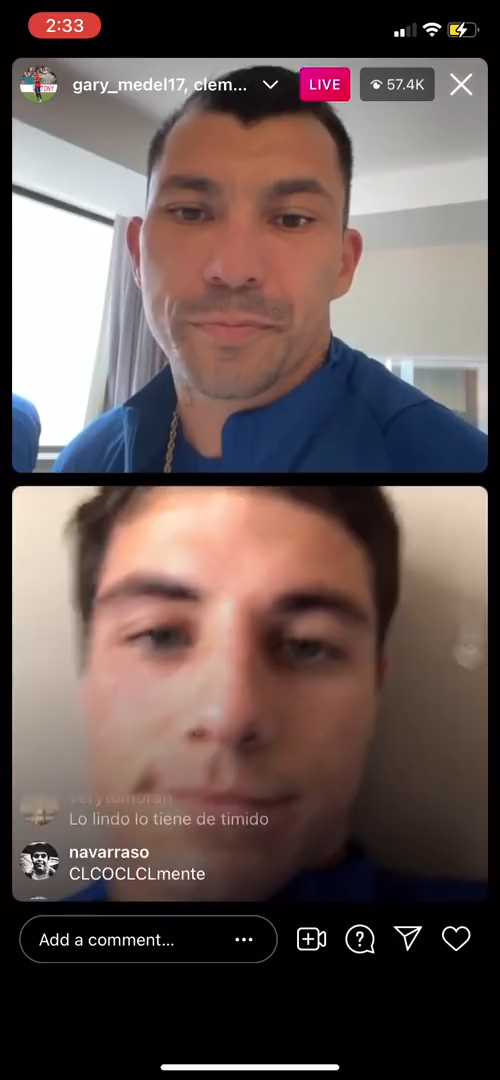 2:33
gary_medel17, clem...
LIVE
57.4K
Lo lindo lo tiene de timido
navarraso
CLCOCLCLmente
Add a comment...